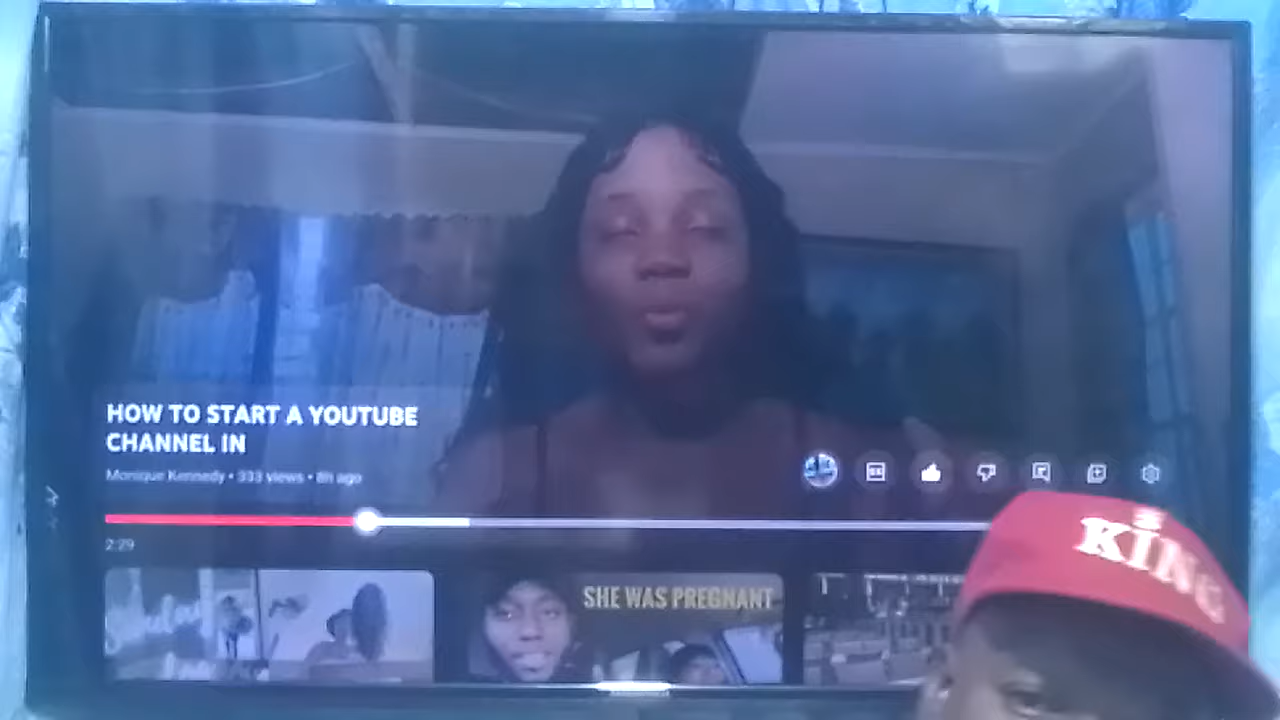 HOW TO START A YOUTUBE
CHANNEL IN
Monique Kennedy • 333 views • 8h ago
2:29
SHE WAS PREGNANT
KING